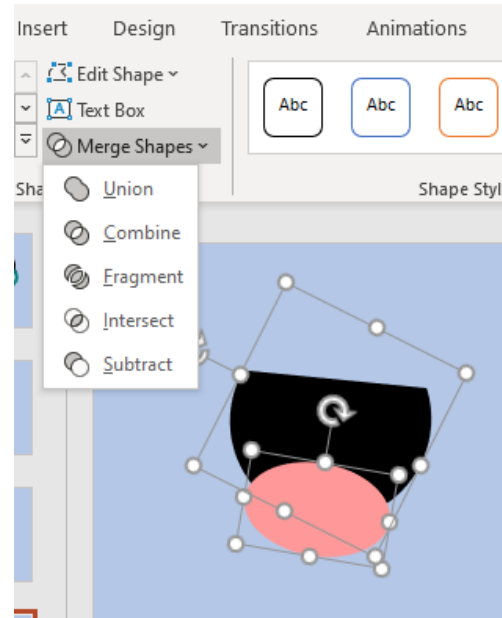 Insert Design Transitions Animations
Edit Shape
Text Box
Merge Shapes
Abc Abc Abc
Sha
Shape Styl
Union
Combine
Fragment
Intersect
Subtract